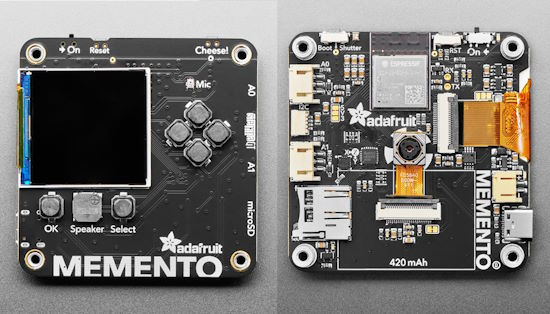 On
Reset
Cheese!
Mic
A0
A1
microSD
OK
Speaker
Select
adafruit
MEMENTO
Boot
Shutter
RST
On
A0
ESPRESSIF
TX
I2C
adafruit
A1
MEMENTO
420 mAh